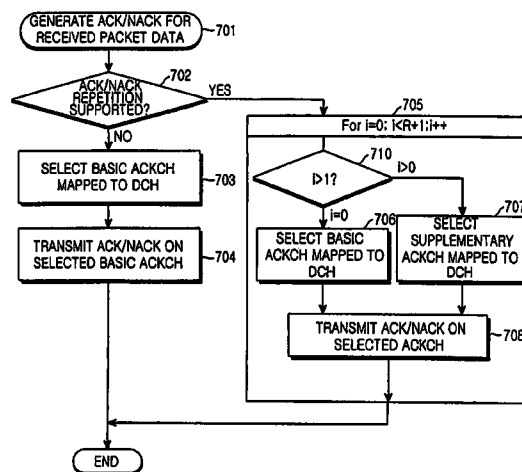 GENERATE ACK/NACK FOR
RECEIVED PACKET DATA
701
702
ACK/NACK
REPETITION
SUPPORTED?
YES
NO
705
For i=0; i<R+1;i++
710
i>1?
i>0
i=0
SELECT BASIC ACKCH
MAPPED TO DCH
703
706
SELECT BASIC
ACKCH MAPPED TO
DCH
707
SELECT
SUPPLEMENTARY
ACKCH MAPPED TO
DCH
TRANSMIT ACK/NACK ON
SELECTED BASIC ACKCH
704
TRANSMIT ACK/NACK ON
SELECTED ACKCH
708
END